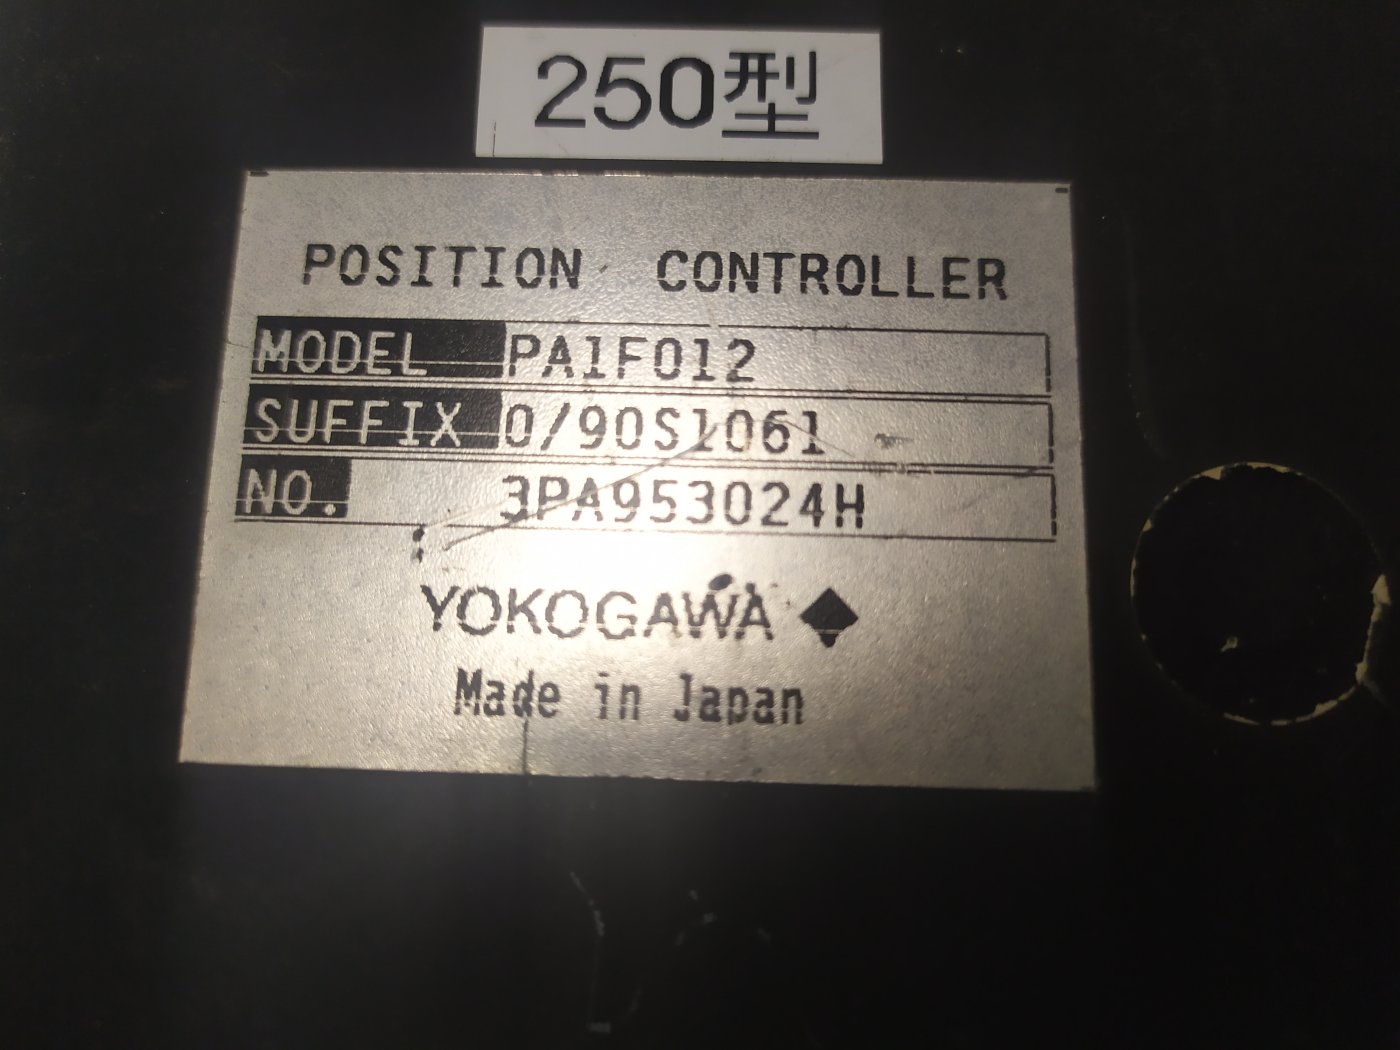 250型
POSITION CONTROLLER
MODEL PA1F012
SUFFIX 0/90S1061
NO. 3PA953024H
YOKOGAWA
Made in Japan